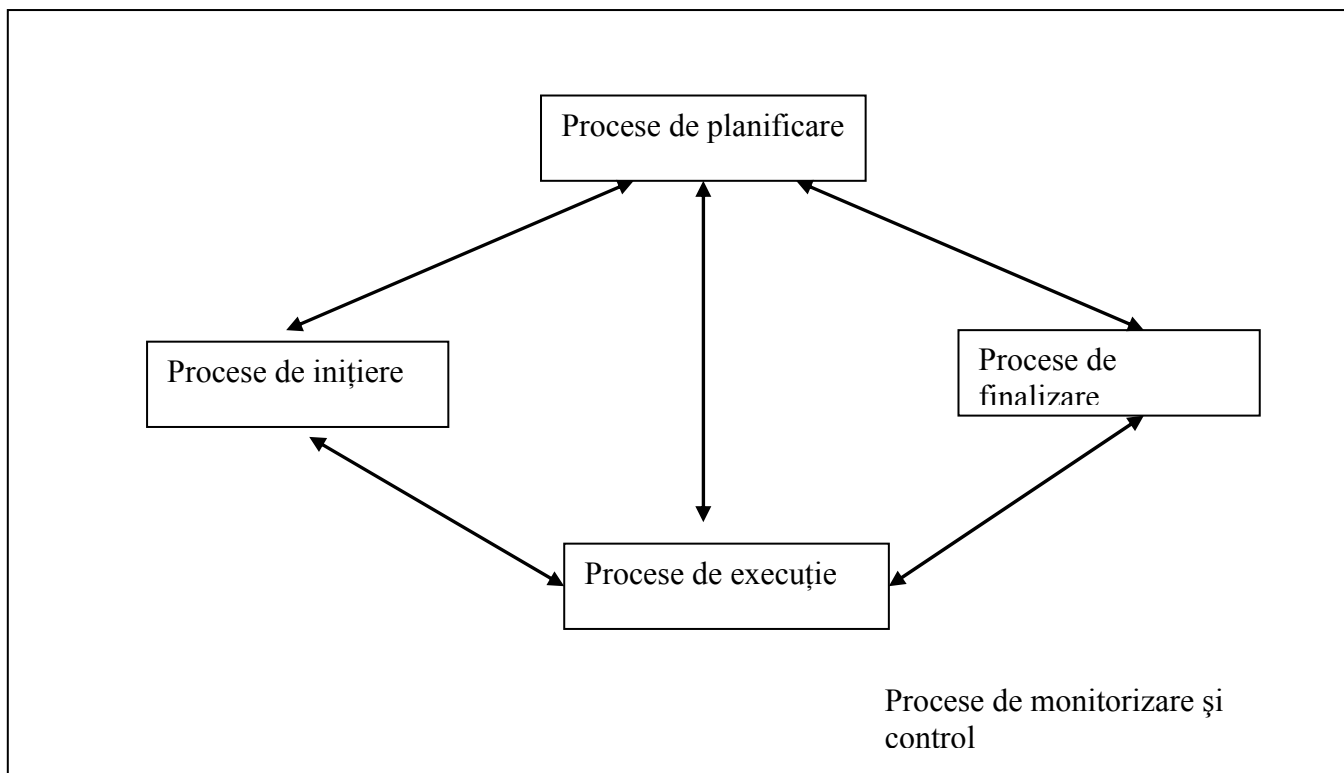 Procese de planificare
Procese de inițiere
Procese de
finalizare
Procese de execuție
Procese de monitorizare şi
control